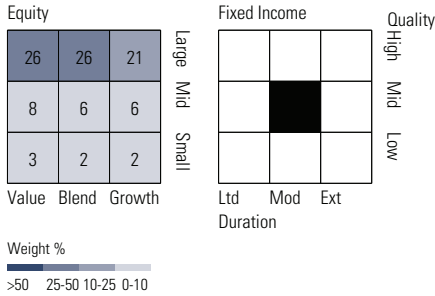 Equity
26 26 21 Large
8 6 6 Mid
3 2 2 Small
Value Blend Growth
Fixed Income
Quality
High
Mid
Low
Ltd Mod Ext
Duration
Weight %
>50 25-50 10-25 0-10